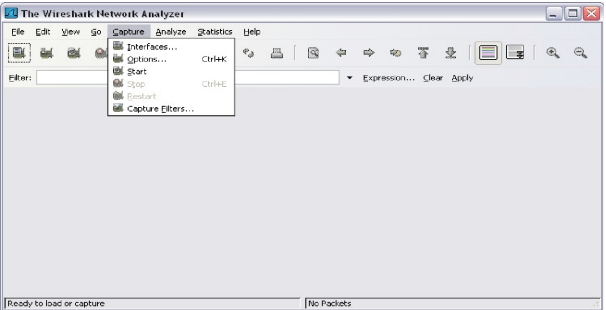 The Wireshark Network Analyzer
File Edit View Go Capture Analyze Statistics Help
Interfaces...
Options... Ctrl+K
Start
Stop Ctrl+E
Restart
Capture Filters...
Filter: Expression... Clear Apply
Ready to load or capture No Packets